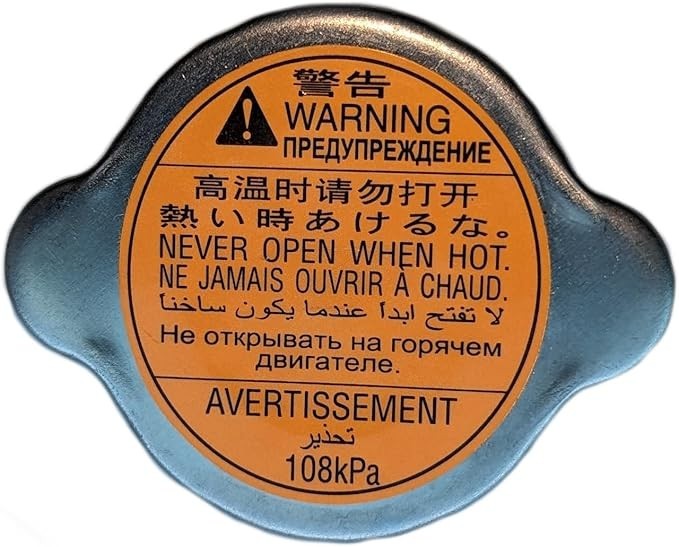 警告
WARNING
ПРЕДУПРЕЖДЕНИЕ
高温时请勿打开
熱い時あけるな。
NEVER OPEN WHEN HOT.
NE JAMAIS OUVRIR À CHAUD.
لا تفتح ابداً عندما يكون ساخناً
Не открывать на горячем
двигателе.
AVERTISSEMENT
تحذير
108kPa